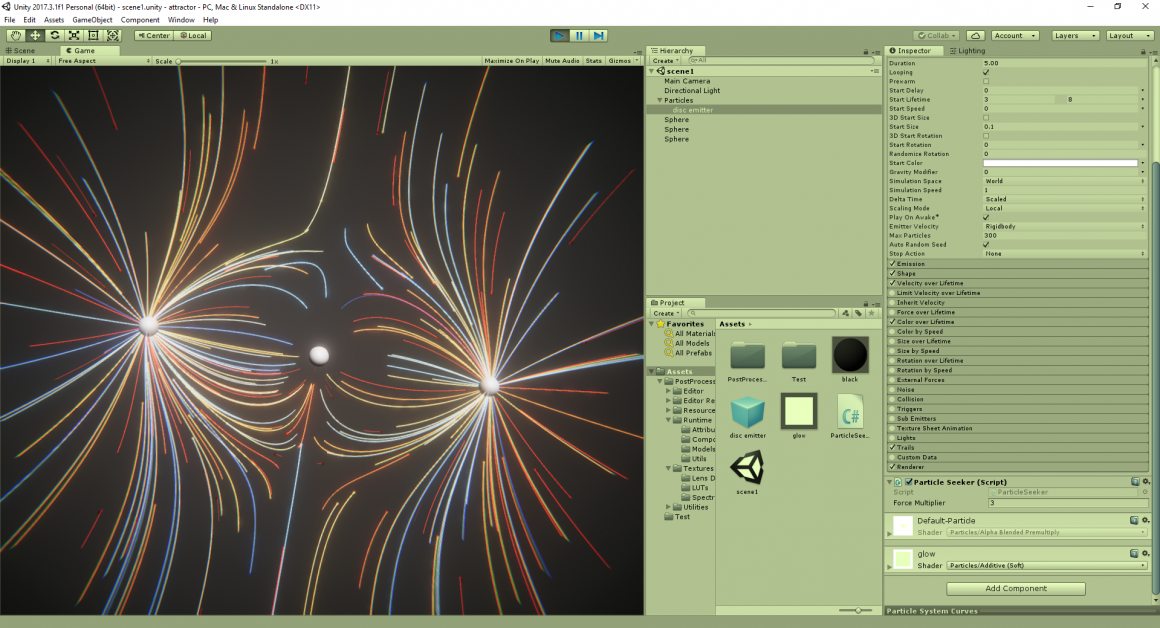 Unity 2017.3.1f1 Personal (64bit) - scene1.unity - attractor - PC, Mac & Linux Standalone <DX11>
File Edit Assets GameObject Component Window Help
Center Local Collab Account Layers Layout
Scene Game
Display 1 Free Aspect Scale 1x Maximize On Play Mute Audio Stats Gizmos
Hierarchy
Create All
scene1
Main Camera
Directional Light
Particles
disc emitter
Sphere
Sphere
Sphere
Project
Create
Favorites
All Materials
All Models
All Prefabs
Assets
PostProcess
Editor
Editor Re
Resource
Runtime
Attribu
Compo
Models
Utils
Textures
Lens D
LUTs
Spectr
Utilities
Test
Assets
PostProces...
Test
black
disc emitter
glow
C#
ParticleSee...
scene1
Inspector Lighting
Duration 5.00
Looping
Prewarm
Start Delay 0
Start Lifetime 3 8
Start Speed 0
3D Start Size
Start Size 0.1
3D Start Rotation
Start Rotation 0
Randomize Rotation 0
Start Color
Gravity Modifier 0
Simulation Space World
Simulation Speed 1
Delta Time Scaled
Scaling Mode Local
Play On Awake*
Emitter Velocity Rigidbody
Max Particles 300
Auto Random Seed
Stop Action None
Emission
Shape
Velocity over Lifetime
Limit Velocity over Lifetime
Inherit Velocity
Force over Lifetime
Color over Lifetime
Color by Speed
Size over Lifetime
Size by Speed
Rotation over Lifetime
Rotation by Speed
External Forces
Noise
Collision
Triggers
Sub Emitters
Texture Sheet Animation
Lights
Trails
Custom Data
Renderer
Particle Seeker (Script)
Script ParticleSeeker
Force Multiplier 3
Default-Particle
Shader Particles/Alpha Blended Premultiply
glow
Shader Particles/Additive (Soft)
Add Component
Particle System Curves